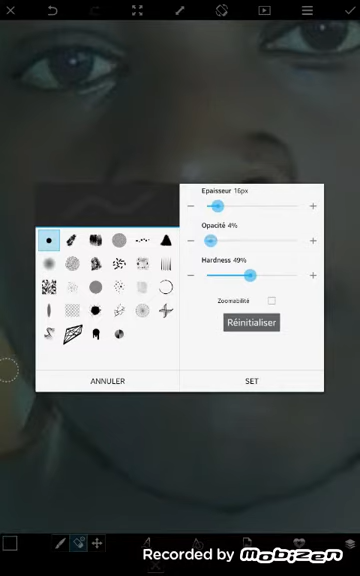 Epaisseur 16px
Opacité 4%
Hardness 49%
Zoomabilité
Réinitialiser
ANNULER
SET
Recorded by mobizen